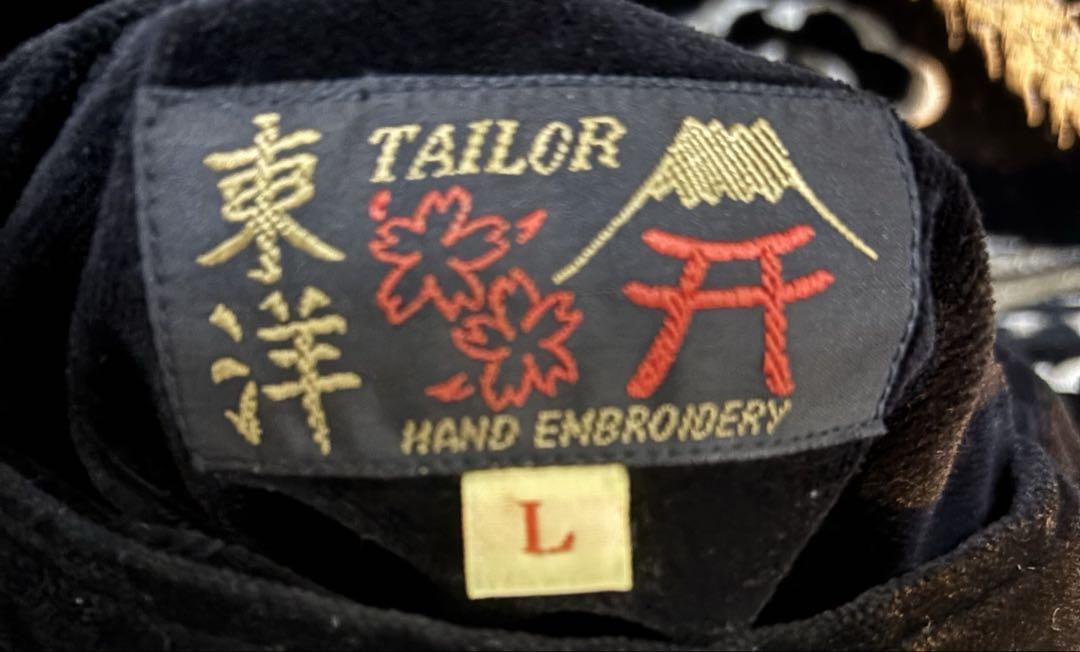 東洋
TAILOR
HAND EMBROIDERY
L